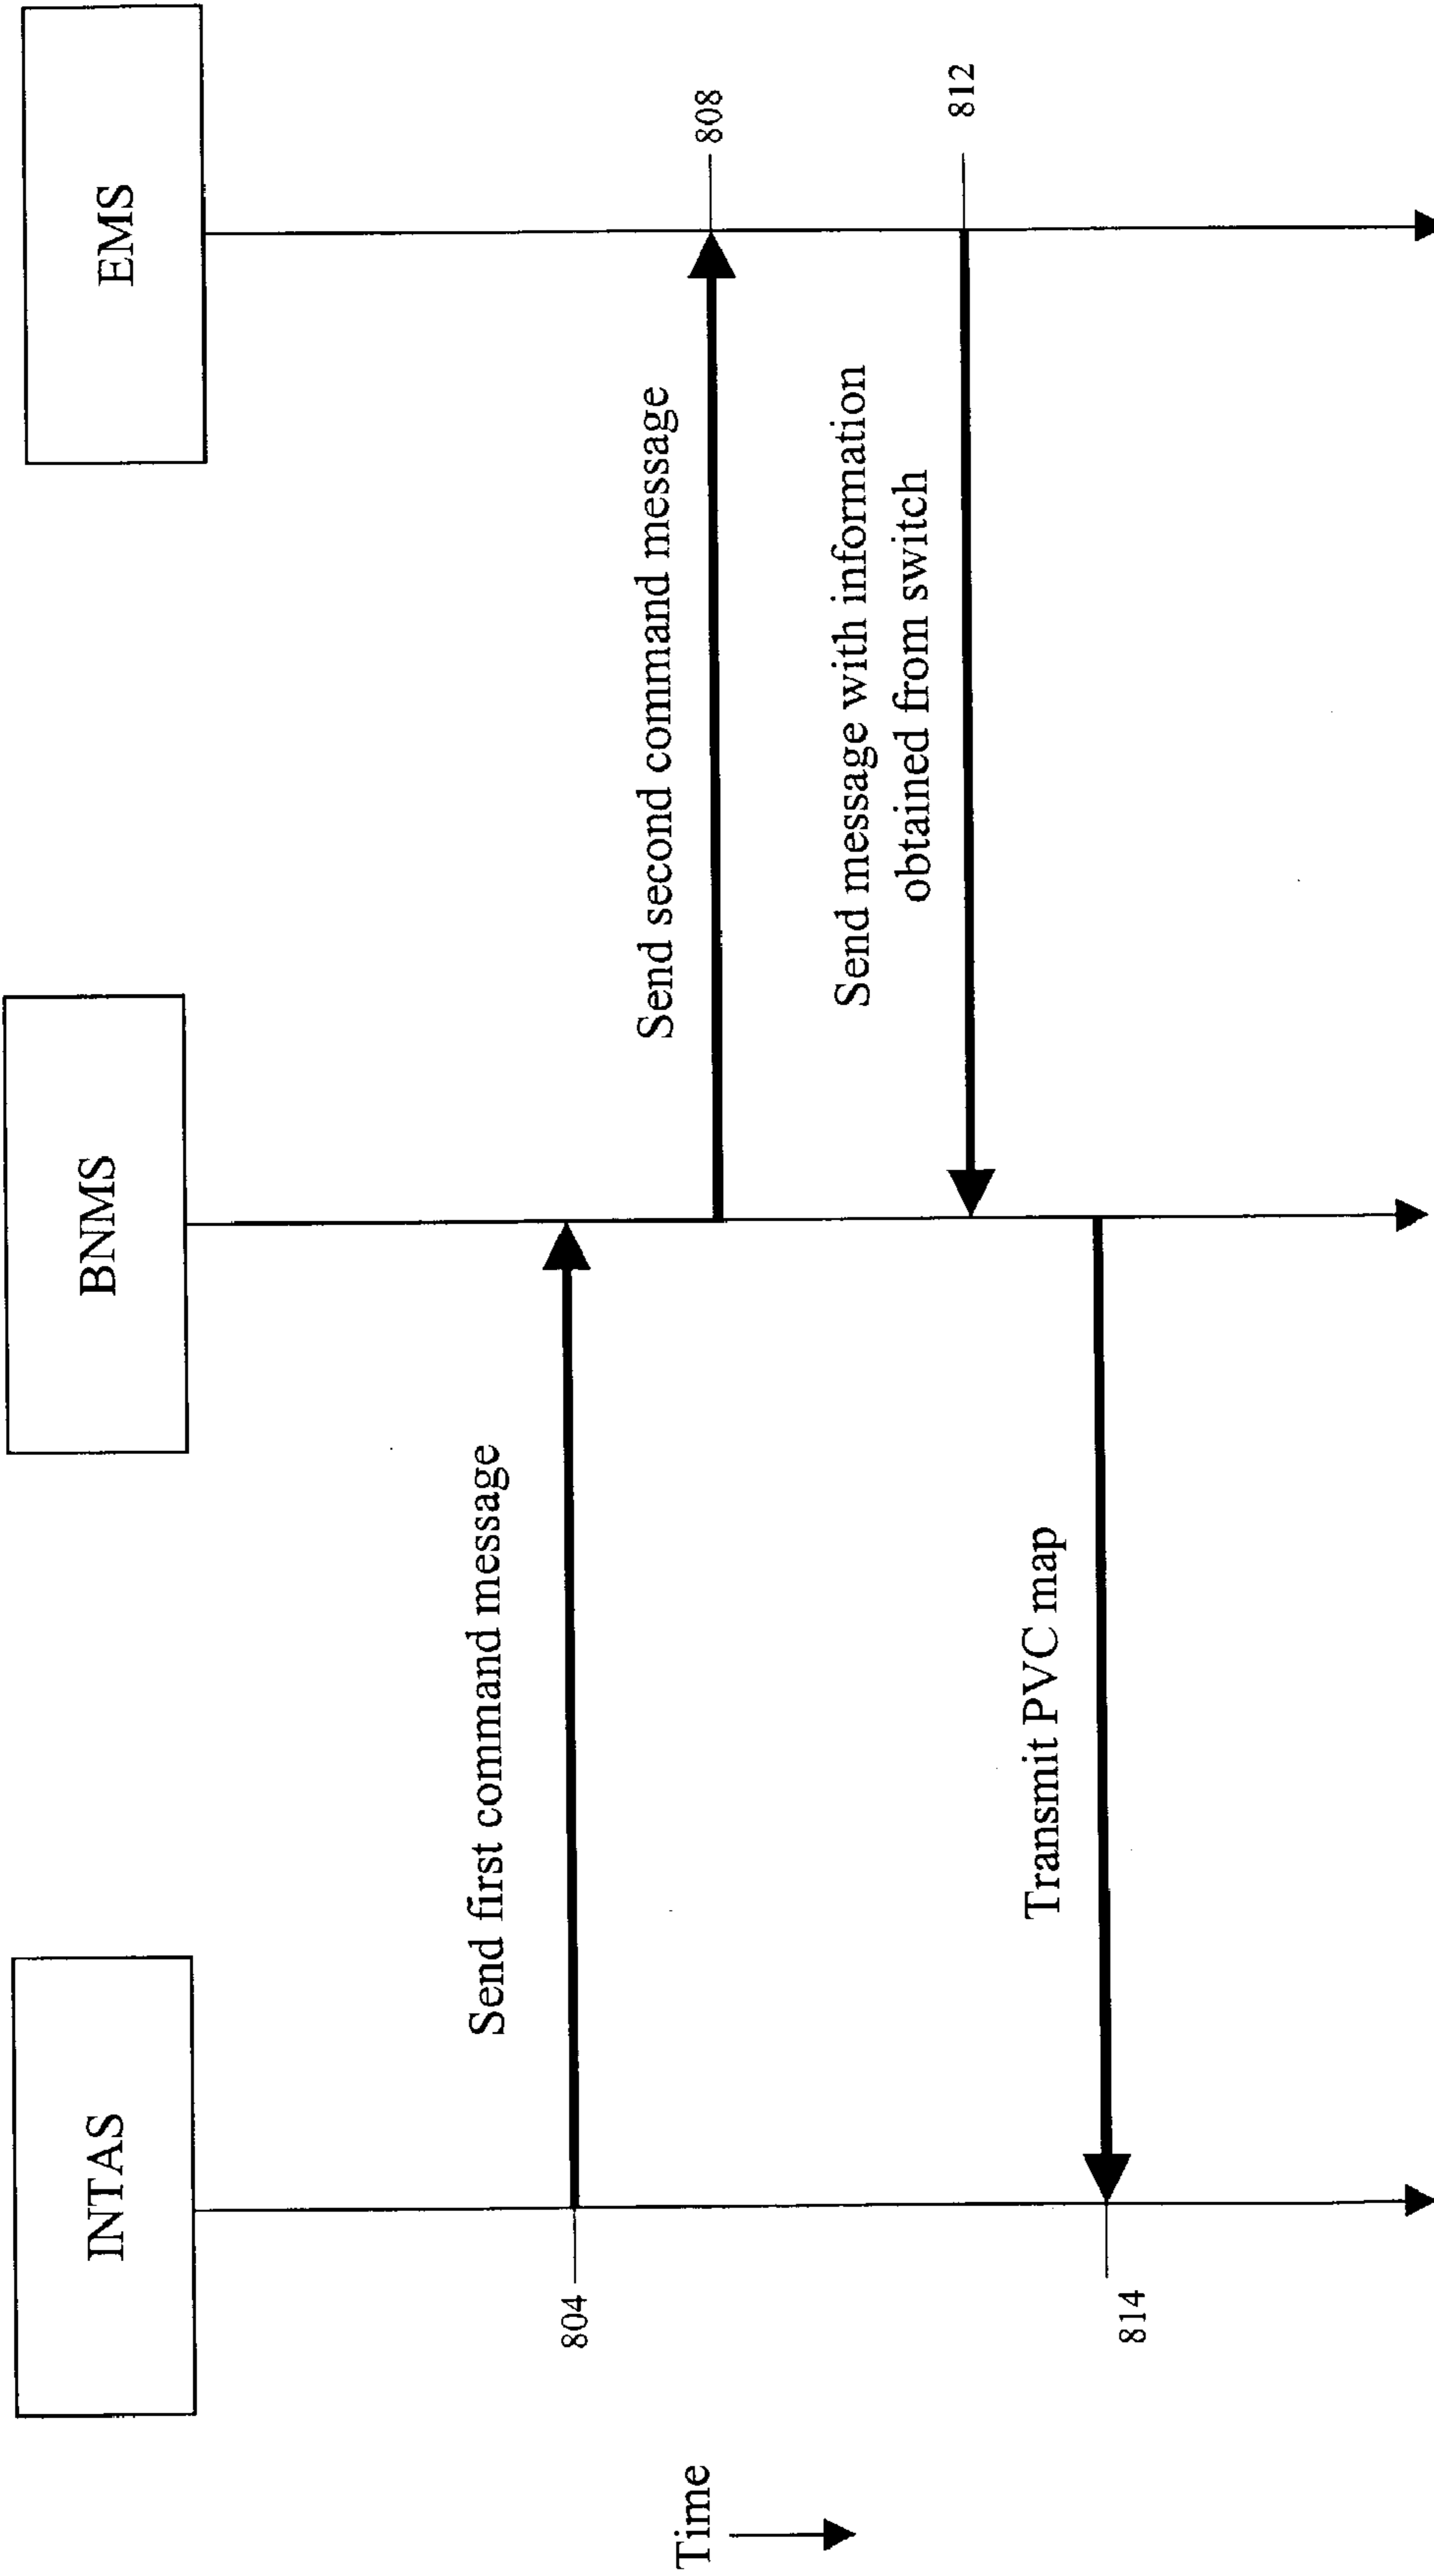 INTAS
BNMS
EMS
Time
804
Send first command message
Send second command message
808
Send message with information
obtained from switch
812
Transmit PVC map
814